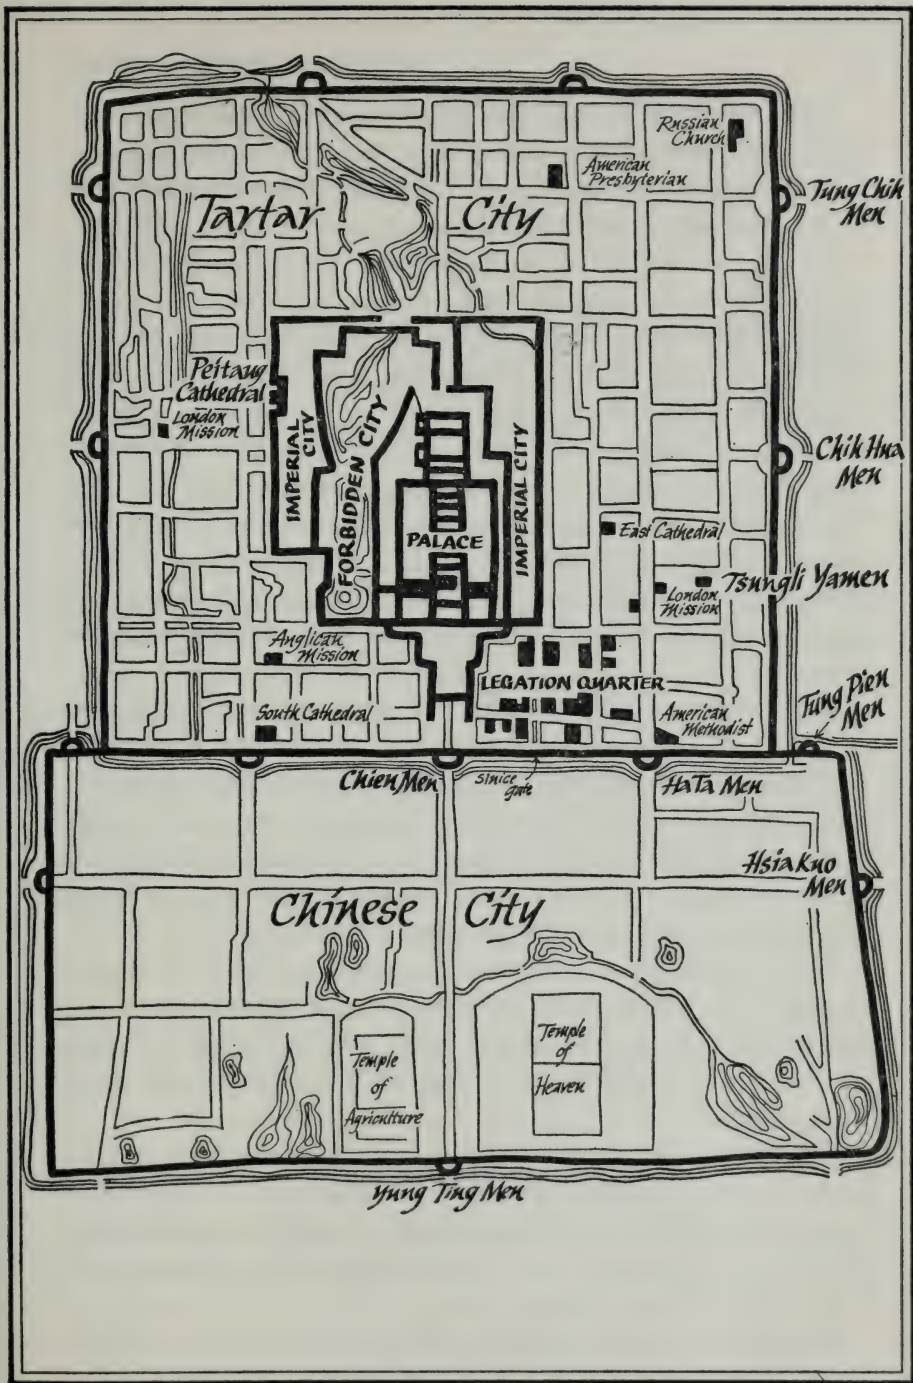 Russian
Church
American
Presbyterian
Tung Chih
Men
Tartar City
Peitang
Cathedral
London
Mission
IMPERIAL
CITY
FORBIDDEN CITY
PALACE
IMPERIAL CITY
Chih Hua
Men
East Cathedral
London
Mission
Tsungli Yamen
Anglican
Mission
LEGATION QUARTER
South Cathedral
American
Methodist
Tung Pien
Men
Chien Men
Sluice
gate
HaTa Men
Hsia Kuo
Men
Chinese City
Temple
of
Agriculture
Temple
of
Heaven
Yung Ting Men